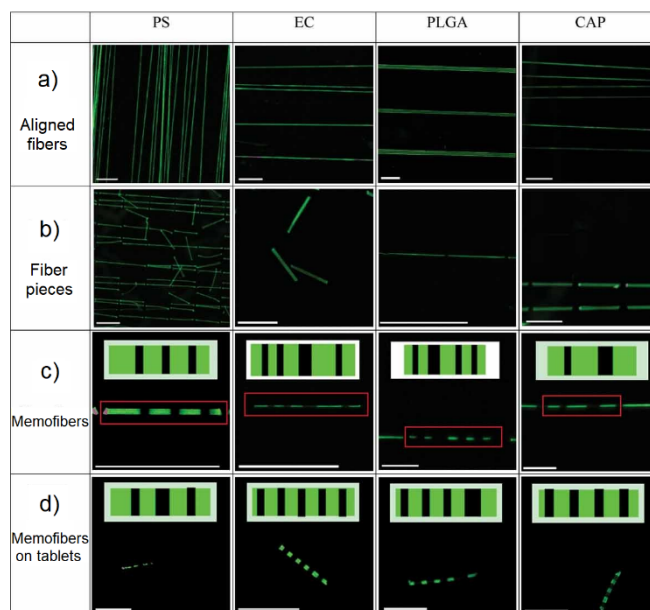 PS EC PLGA CAP
a)
Aligned
fibers
b)
Fiber
pieces
c)
Memofibers
d)
Memofibers
on tablets